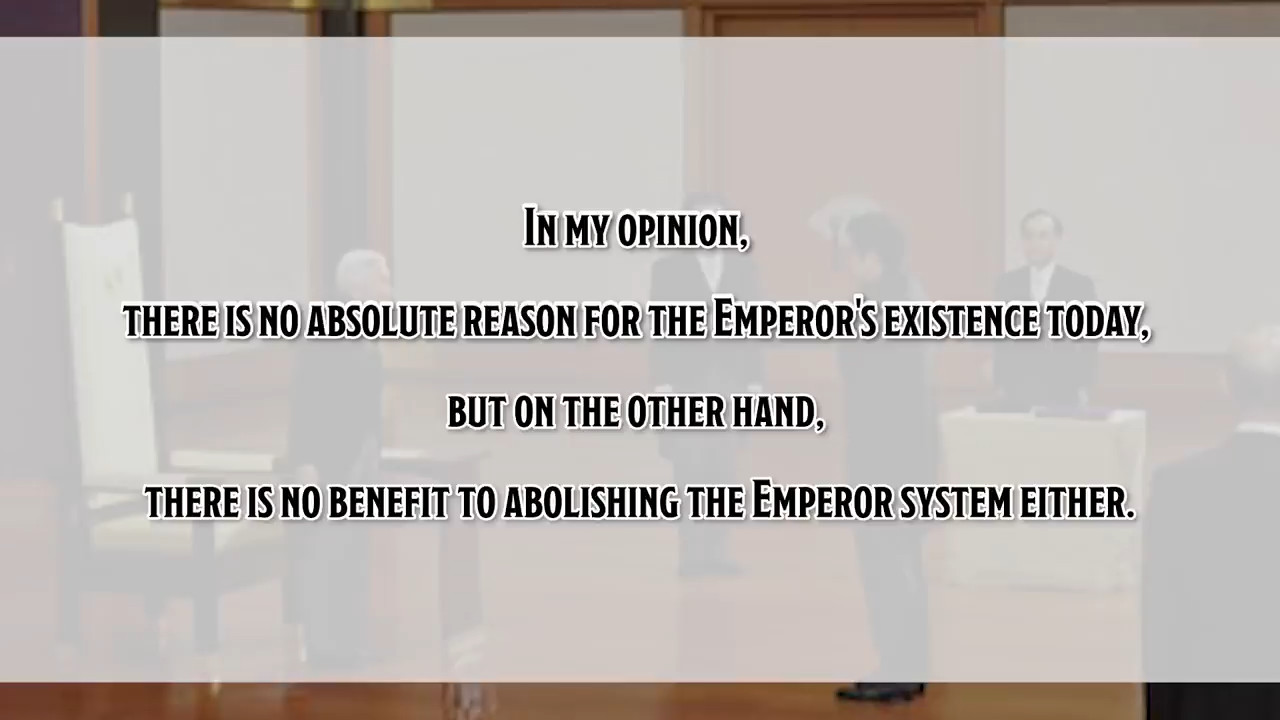 In my opinion,
there is no absolute reason for the Emperor's existence today,
but on the other hand,
there is no benefit to abolishing the Emperor system either.